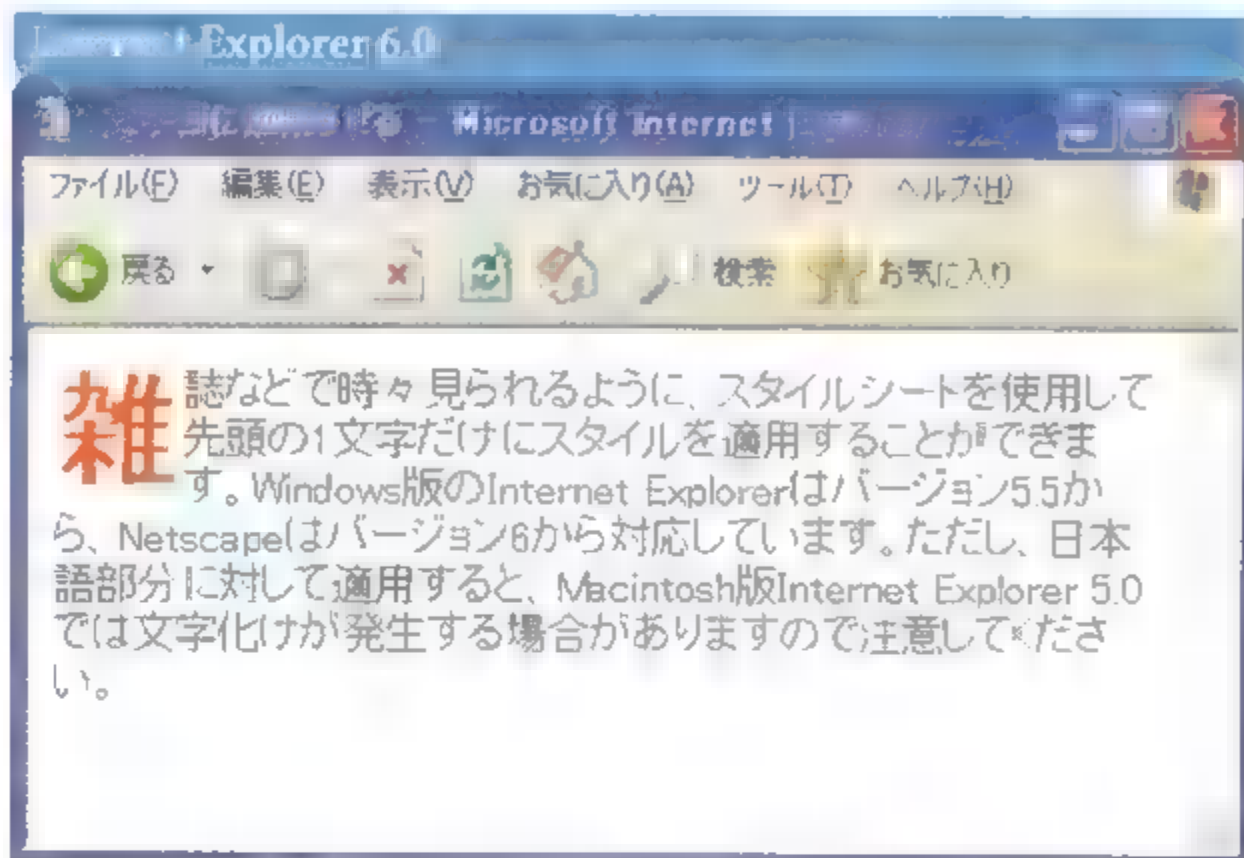 Explorer 6.0
Microsoft Internet
ファイル(F) 編集(E) 表示(V) お気に入り(A) ツール(T) ヘルプ(H)
戻る 検索 お気に入り
雑誌などで時々見られるように、スタイルシートを使用して
先頭の1文字だけにスタイルを適用することができま
す。Windows版のInternet Explorerはバージョン5.5か
ら、Netscapeはバージョン6から対応しています。ただし、日本
語部分に対して適用すると、Macintosh版Internet Explorer 5.0
では文字化けが発生する場合がありますので注意してくださ
い。